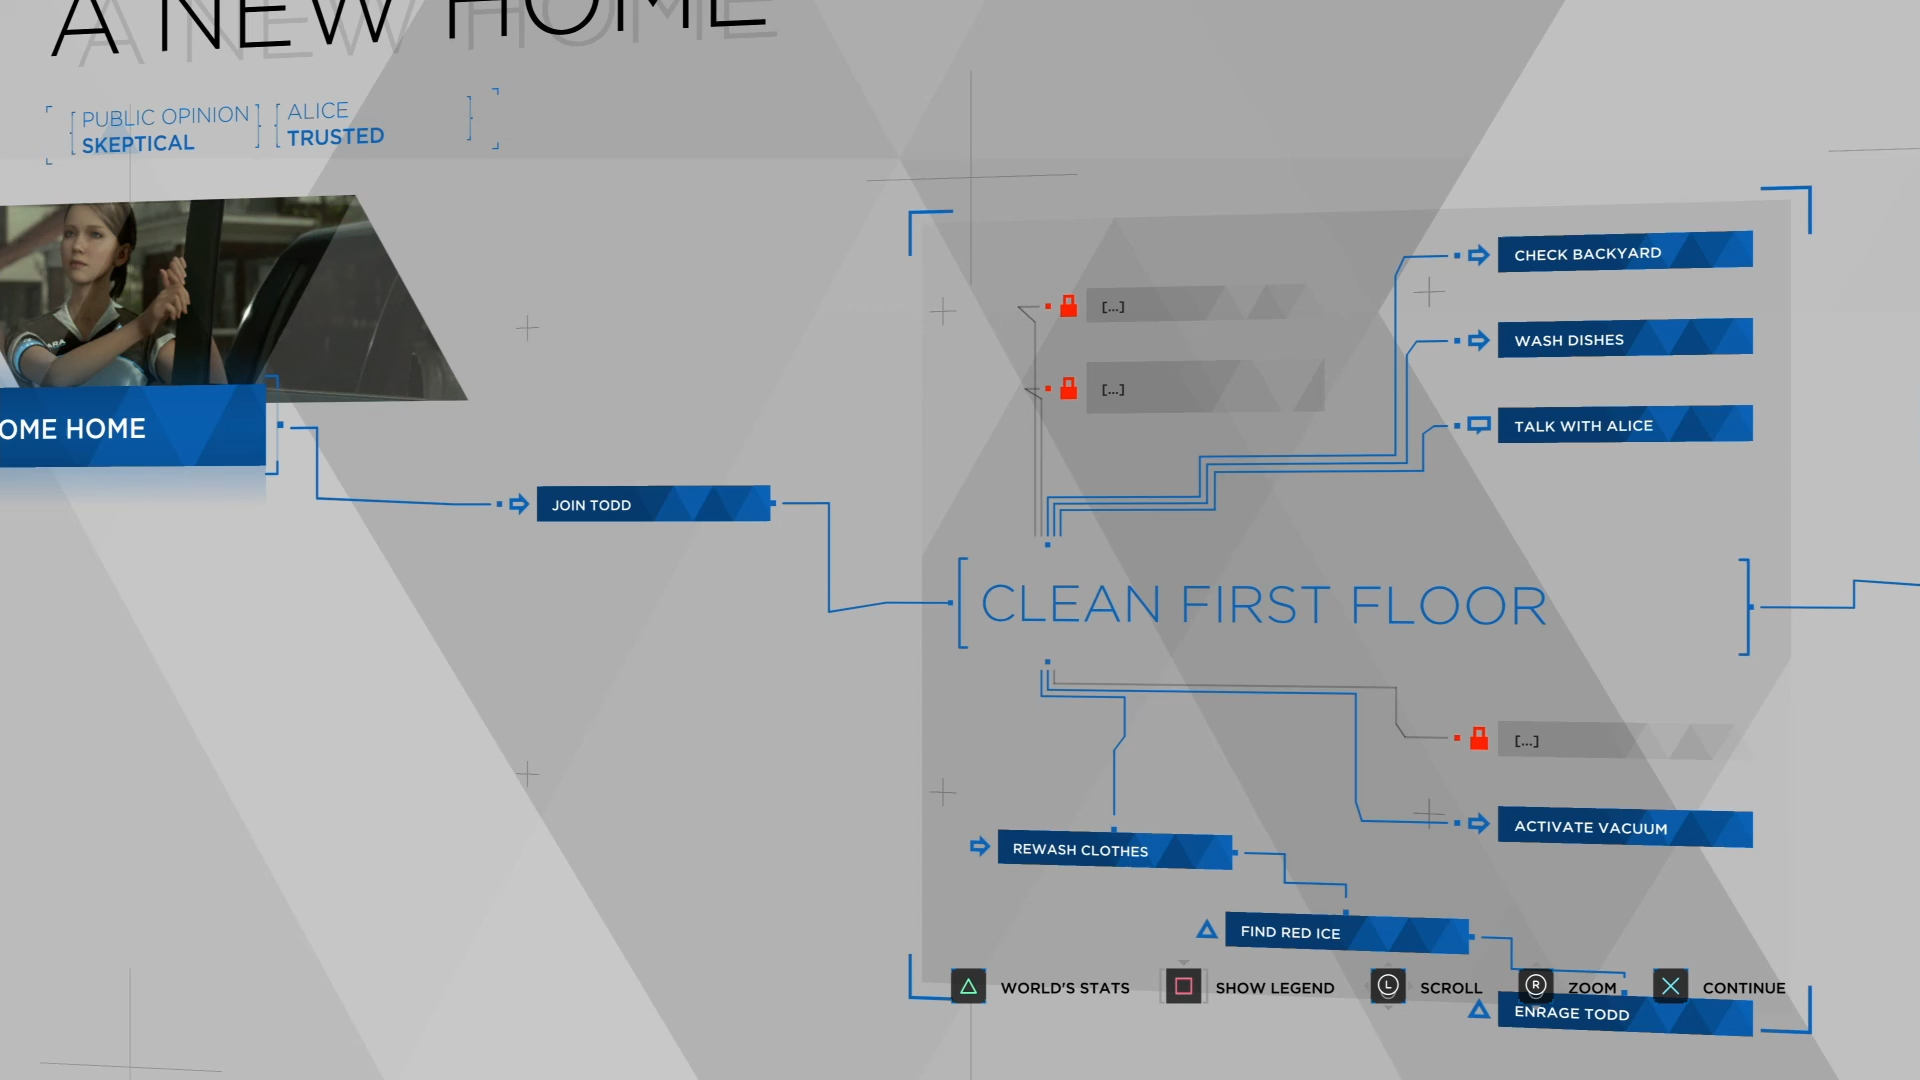 A NEW HOME
PUBLIC OPINION
SKEPTICAL
ALICE
TRUSTED
ARA
OME HOME
JOIN TODD
[...]
[...]
CHECK BACKYARD
WASH DISHES
TALK WITH ALICE
CLEAN FIRST FLOOR
[...]
ACTIVATE VACUUM
REWASH CLOTHES
FIND RED ICE
ENRAGE TODD
WORLD'S STATS
SHOW LEGEND
L SCROLL
R ZOOM
CONTINUE